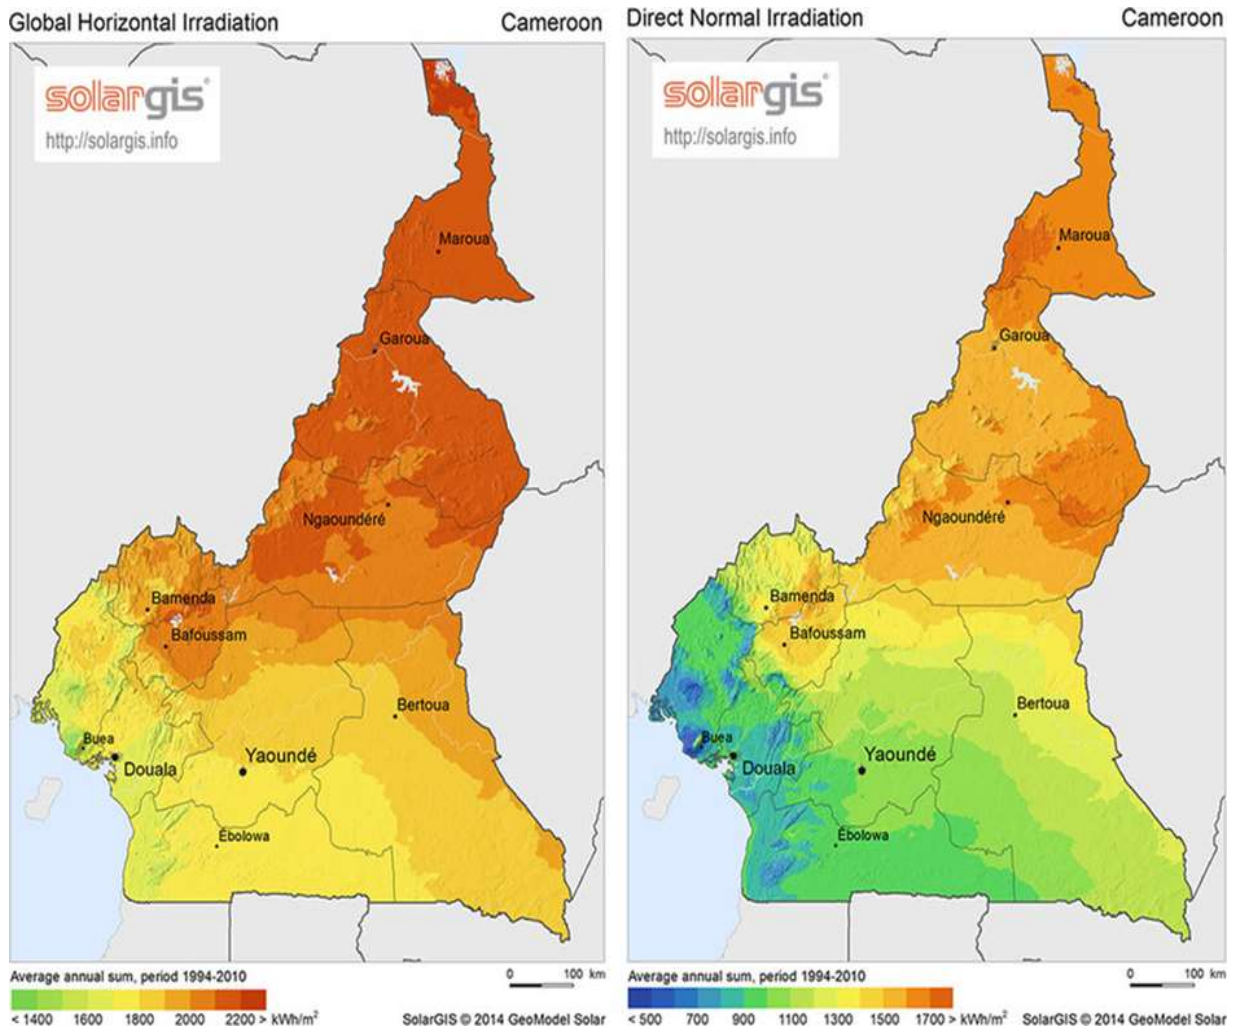 Global Horizontal Irradiation Cameroon
solargis®
http://solargis.info
Maroua
Garoua
Ngaoundéré
Bamenda
Bafoussam
Bertoua
Buea
Douala
Yaoundé
Ébolowa
Average annual sum, period 1994-2010
0 100 km
< 1400 1600 1800 2000 2200 > kWh/m²
SolarGIS © 2014 GeoModel Solar
Direct Normal Irradiation Cameroon
solargis®
http://solargis.info
Maroua
Garoua
Ngaoundéré
Bamenda
Bafoussam
Bertoua
Buea
Douala
Yaoundé
Ébolowa
Average annual sum, period 1994-2010
0 100 km
< 500 700 900 1100 1300 1500 1700 > kWh/m²
SolarGIS © 2014 GeoModel Solar